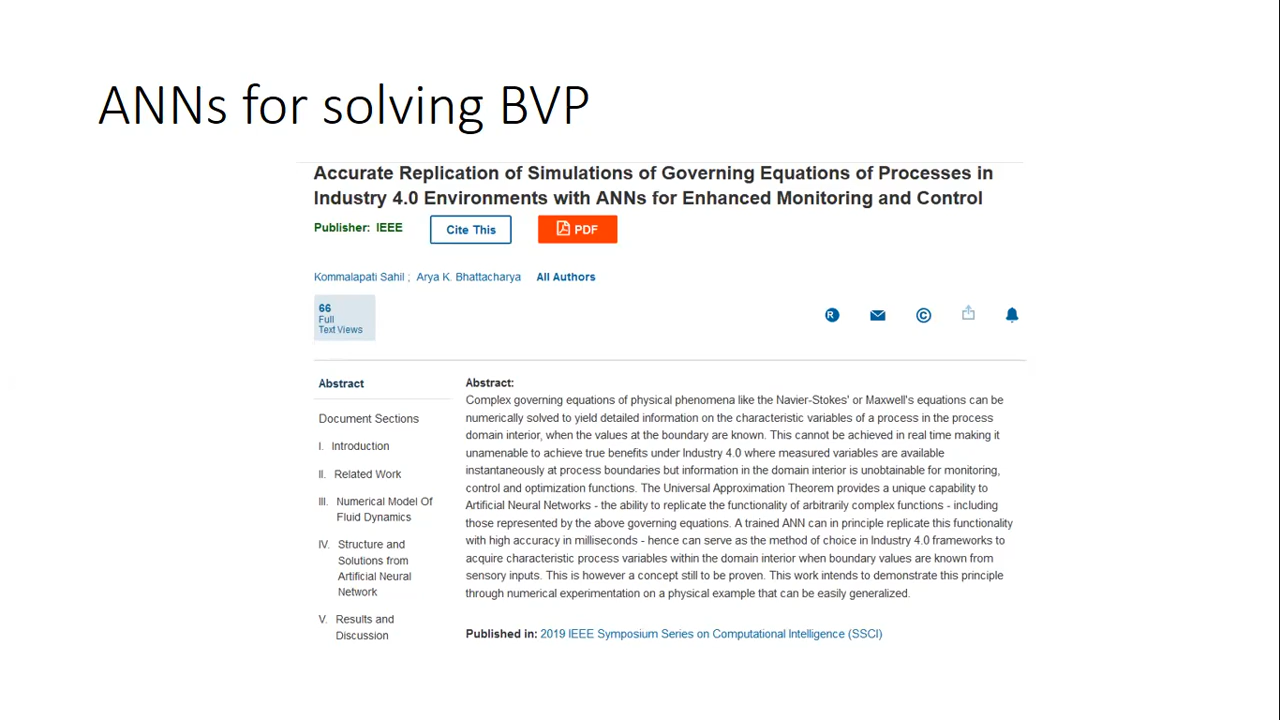 ANNs for solving BVP
Accurate Replication of Simulations of Governing Equations of Processes in
Industry 4.0 Environments with ANNs for Enhanced Monitoring and Control
Publisher: IEEE
Cite This
PDF
Kommalapati Sahil ; Arya K. Bhattacharya All Authors
66
Full
Text Views
R
C
Abstract
Document Sections
I. Introduction
II. Related Work
III. Numerical Model Of
Fluid Dynamics
IV. Structure and
Solutions from
Artificial Neural
Network
V. Results and
Discussion
Abstract:
Complex governing equations of physical phenomena like the Navier-Stokes' or Maxwell's equations can be
numerically solved to yield detailed information on the characteristic variables of a process in the process
domain interior, when the values at the boundary are known. This cannot be achieved in real time making it
unamenable to achieve true benefits under Industry 4.0 where measured variables are available
instantaneously at process boundaries but information in the domain interior is unobtainable for monitoring,
control and optimization functions. The Universal Approximation Theorem provides a unique capability to
Artificial Neural Networks - the ability to replicate the functionality of arbitrarily complex functions - including
those represented by the above governing equations. A trained ANN can in principle replicate this functionality
with high accuracy in milliseconds - hence can serve as the method of choice in Industry 4.0 frameworks to
acquire characteristic process variables within the domain interior when boundary values are known from
sensory inputs. This is however a concept still to be proven. This work intends to demonstrate this principle
through numerical experimentation on a physical example that can be easily generalized.
Published in: 2019 IEEE Symposium Series on Computational Intelligence (SSCI)